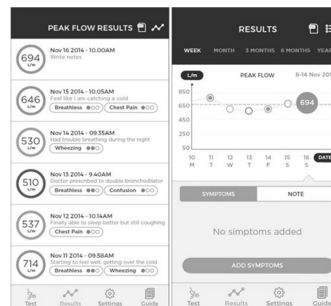 PEAK FLOW RESULTS
694
L/m
Nov 16 2014 - 10:00AM
Write notes
646
L/m
Nov 15 2014 - 10:05AM
Feel like I am catching a cold
Breathless
Chest Pain
530
L/m
Nov 14 2014 - 09.35AM
Had trouble breathing during the night
Wheezing
510
L/m
Nov 13 2014 - 9.40AM
Doctor prescribed to double bronchodilator
Breathless
Confusion
537
L/m
Nov 12 2014 - 10.14AM
Finally able to sleep better but still coughing
Chest Pain
714
L/m
Nov 11 2014 - 09.58AM
Starting to feel well, getting over the cold
Breathless
Wheezing
Test Results Settings Guide
RESULTS
WEEK MONTH 3 MONTHS 6 MONTHS YEAR
L/m PEAK FLOW 8-14 Nov 201
850
650
450
250
50
694
10 11 12 13 14 15 16 DATE
M T W T F S S
SYMPTOMS NOTE
No simptoms added
ADD SYMPTOMS
Test Results Settings Guide